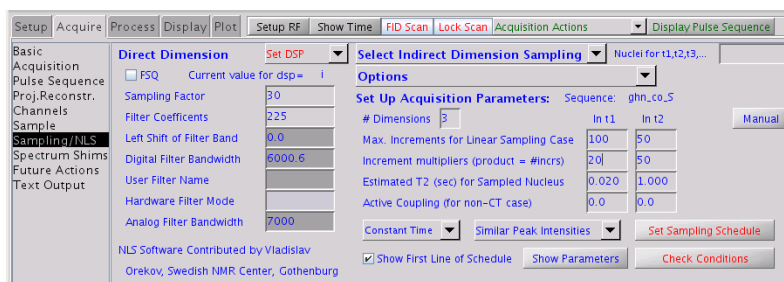 Setup Acquire Process Display Plot Setup RF Show Time FID Scan Lock Scan Acquisition Actions Display Pulse Sequence
Basic
Acquisition
Pulse Sequence
Proj.Reconstr.
Channels
Sample
Sampling/NLS
Spectrum Shims
Future Actions
Text Output
Direct Dimension Set DSP
FSQ Current value for dsp= i
Sampling Factor 30
Filter Coefficents 225
Left Shift of Filter Band 0.0
Digital Filter Bandwidth 6000.6
User Filter Name
Hardware Filter Mode
Analog Filter Bandwidth 7000
NLS Software Contributed by Vladislav
Orekov, Swedish NMR Center, Gothenburg
Select Indirect Dimension Sampling Nuclei for t1,t2,t3,...
Options
Set Up Acquisition Parameters: Sequence: ghn_co_S
# Dimensions 3 In t1 In t2 Manual
Max. Increments for Linear Sampling Case 100 50
Increment multipliers (product = #incrs) 20 50
Estimated T2 (sec) for Sampled Nucleus 0.020 1.000
Active Coupling (for non-CT case) 0.0 0.0
Constant Time Similar Peak Intensities Set Sampling Schedule
Show First Line of Schedule Show Parameters Check Conditions